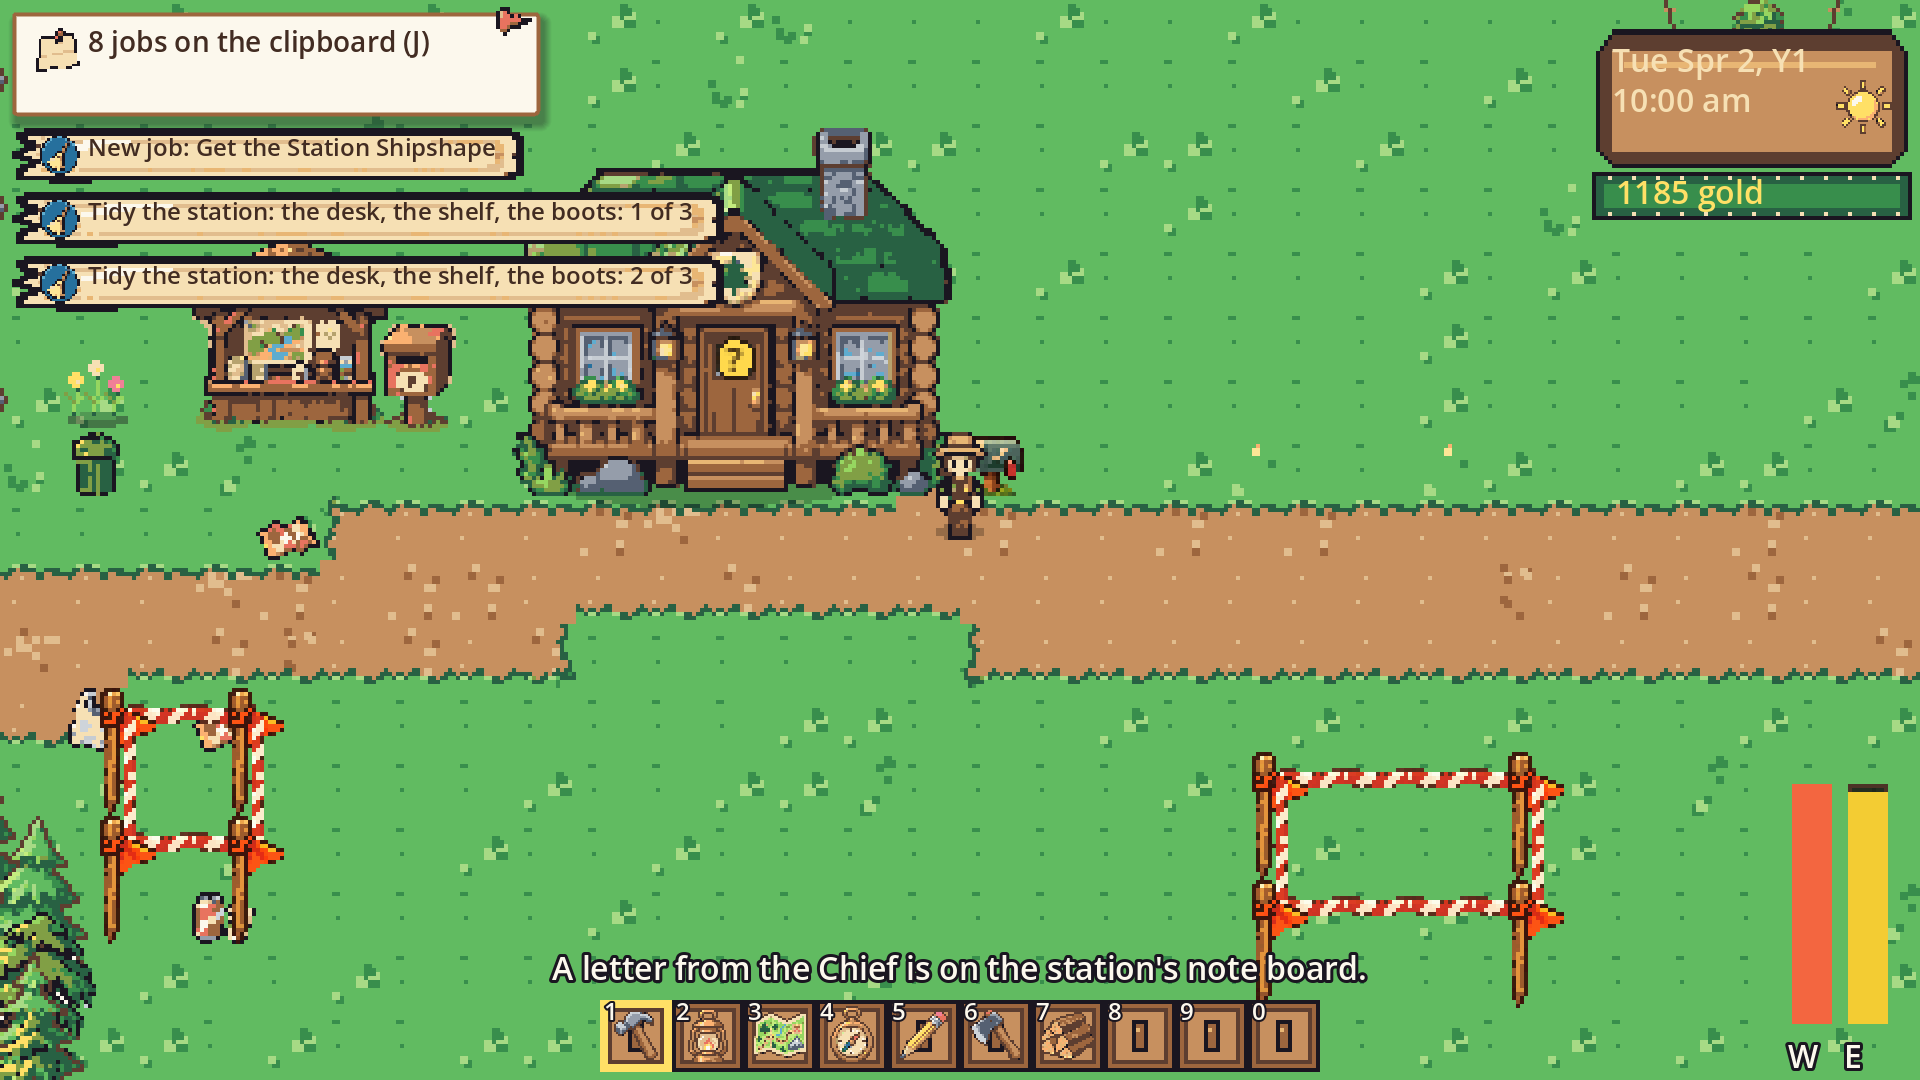 8 jobs on the clipboard (J)
Tue Spr 2, Y1
10:00 am
1185 gold
New job: Get the Station Shipshape
Tidy the station: the desk, the shelf, the boots: 1 of 3
Tidy the station: the desk, the shelf, the boots: 2 of 3
?
A letter from the Chief is on the station's note board.
1 2 3 4 5 6 7 8 9 0
W E